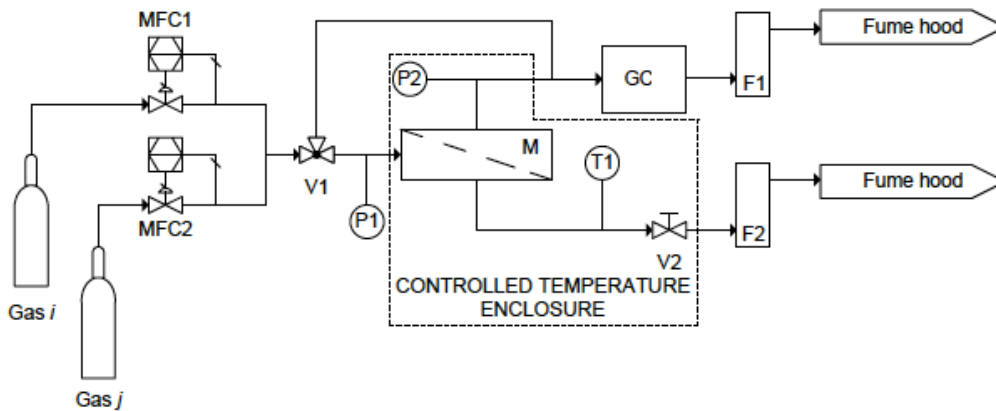 MFC1
Fume hood
P2
GC
F1
M
T1
MFC2
V1
P1
Fume hood
V2
F2
CONTROLLED TEMPERATURE
ENCLOSURE
Gas i
Gas j